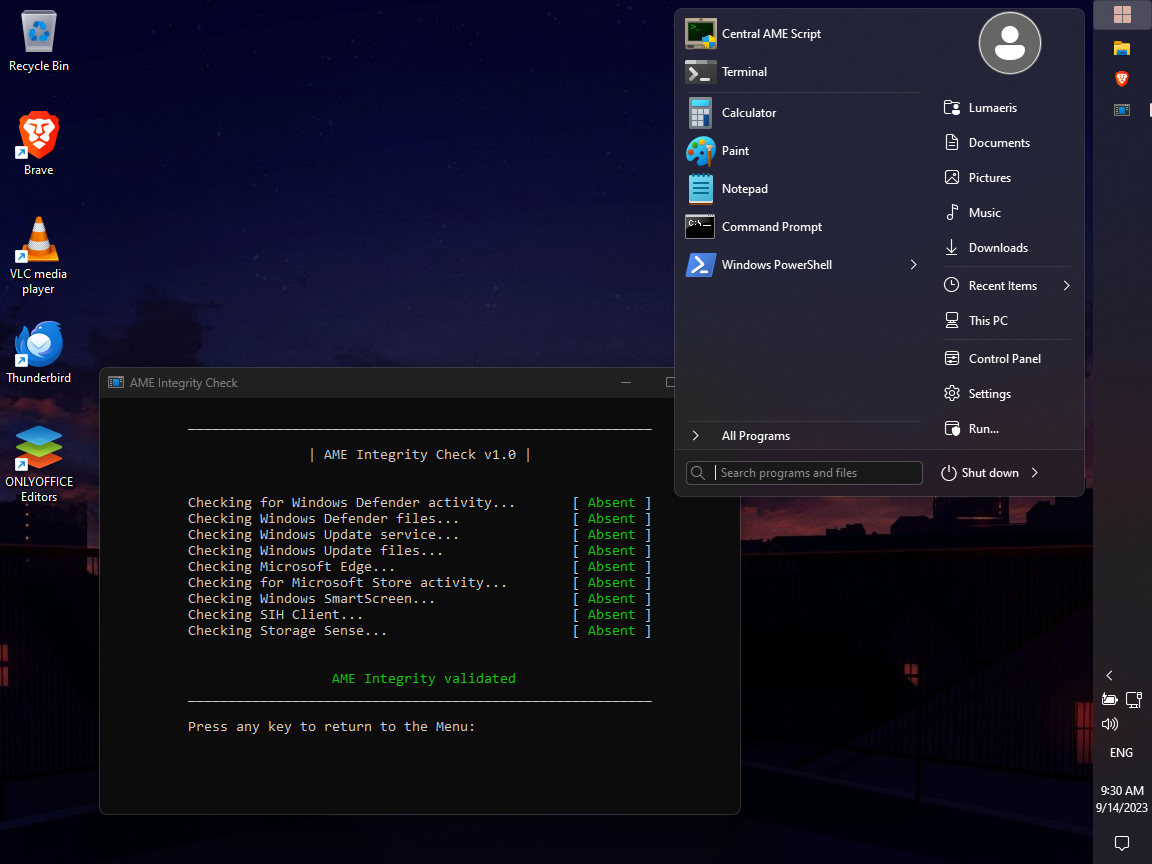 Recycle Bin
Brave
VLC media
player
Thunderbird
ONLYOFFICE
Editors
AME Integrity Check
| AME Integrity Check v1.0 |
Checking for Windows Defender activity... [ Absent ]
Checking Windows Defender files... [ Absent ]
Checking Windows Update service... [ Absent ]
Checking Windows Update files... [ Absent ]
Checking Microsoft Edge... [ Absent ]
Checking for Microsoft Store activity... [ Absent ]
Checking Windows SmartScreen... [ Absent ]
Checking SIH Client... [ Absent ]
Checking Storage Sense... [ Absent ]
AME Integrity validated
Press any key to return to the Menu:
Central AME Script
Terminal
Calculator
Paint
Notepad
C:\
Command Prompt
Windows PowerShell
All Programs
Search programs and files
Lumaeris
Documents
Pictures
Music
Downloads
Recent Items
This PC
Control Panel
Settings
Run...
Shut down
ENG
9:30 AM
9/14/2023